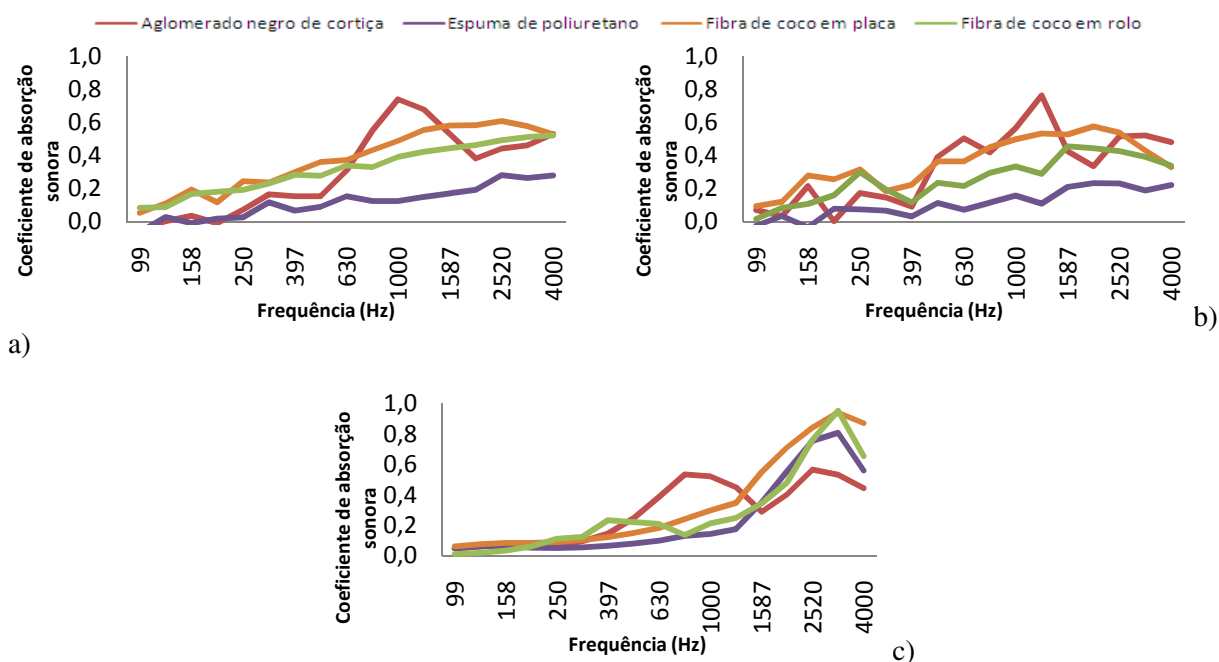 Aglomerado negro de cortiça Espuma de poliuretano Fibra de coco em placa Fibra de coco em rolo
Coeficiente de absorção
sonora
1,0
0,8
0,6
0,4
0,2
0,0
99 158 250 397 630 1000 1587 2520 4000
Frequência (Hz)
a)
Coeficiente de absorção
sonora
1,0
0,8
0,6
0,4
0,2
0,0
99 158 250 397 630 1000 1587 2520 4000
Frequência (Hz)
b)
Coeficiente de absorção
sonora
1,0
0,8
0,6
0,4
0,2
0,0
99 158 250 397 630 1000 1587 2520 4000
Frequência (Hz)
c)